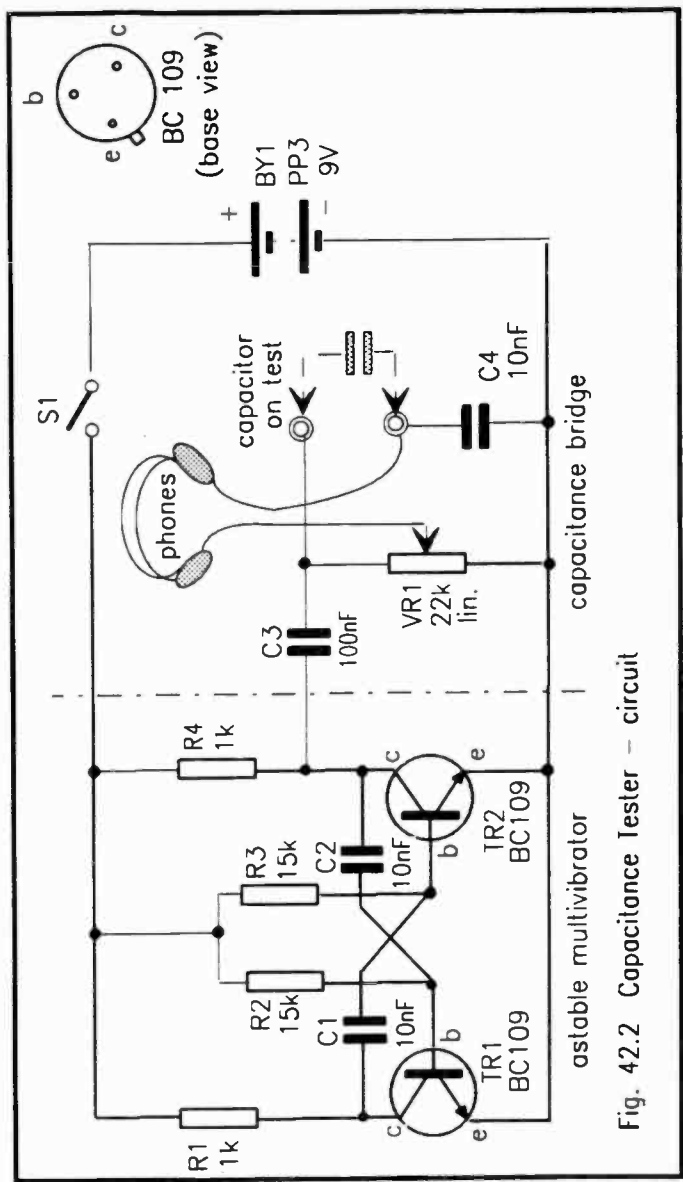 R1
1k
R2
15k
R3
15k
R4
1k
S1
C1
10nF
C2
10nF
C3
100nF
phones
capacitor
on test
VR1
22k
lin.
C4
10nF
+
BY1
PP3
9V
−
b
e
c
BC 109
(base view)
c
b
e
TR1
BC109
c
b
e
TR2
BC109
astable multivibrator
capacitance bridge
Fig. 42.2 Capacitance Tester – circuit